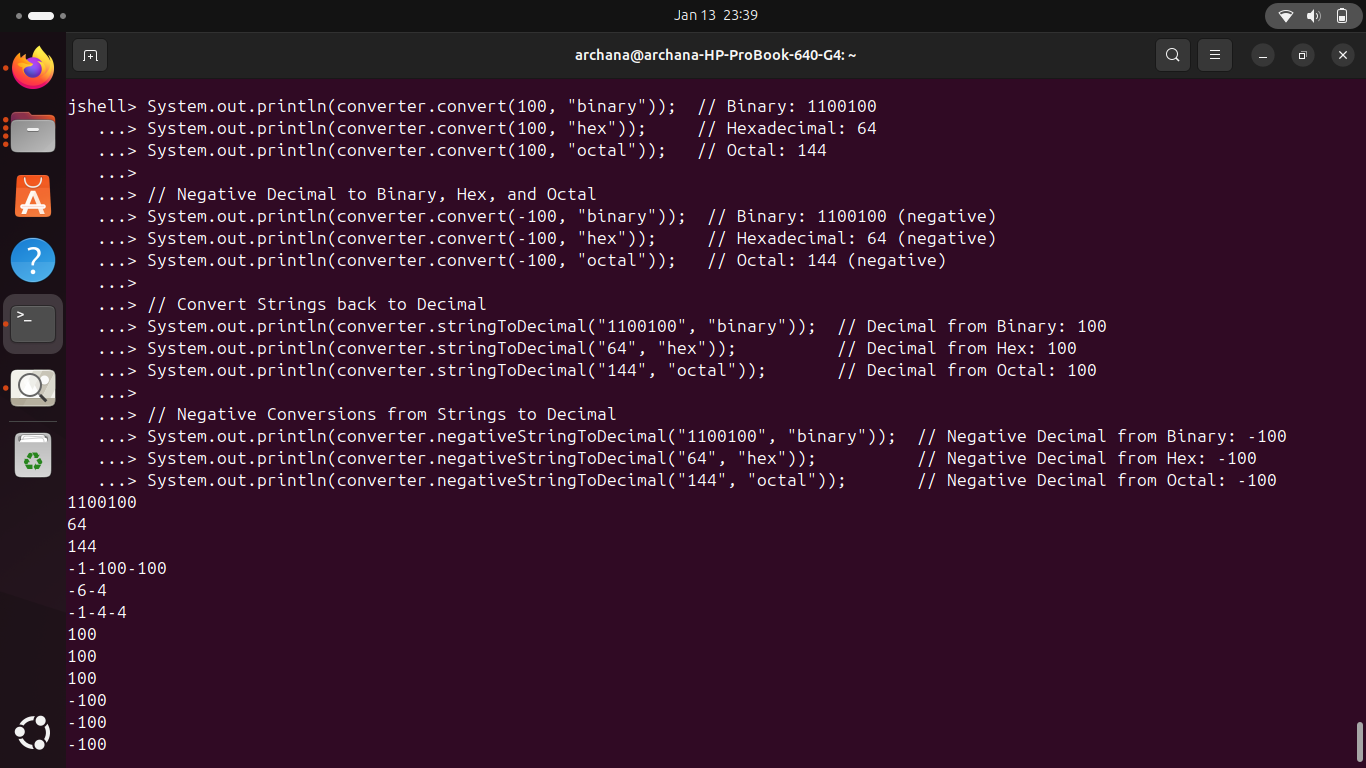 Jan 13  23:39
archana@archana-HP-ProBook-640-G4: ~
jshell> System.out.println(converter.convert(100, "binary"));  // Binary: 1100100
   ...> System.out.println(converter.convert(100, "hex"));     // Hexadecimal: 64
   ...> System.out.println(converter.convert(100, "octal"));   // Octal: 144
   ...>
   ...> // Negative Decimal to Binary, Hex, and Octal
   ...> System.out.println(converter.convert(-100, "binary"));  // Binary: 1100100 (negative)
   ...> System.out.println(converter.convert(-100, "hex"));     // Hexadecimal: 64 (negative)
   ...> System.out.println(converter.convert(-100, "octal"));   // Octal: 144 (negative)
   ...>
   ...> // Convert Strings back to Decimal
   ...> System.out.println(converter.stringToDecimal("1100100", "binary"));  // Decimal from Binary: 100
   ...> System.out.println(converter.stringToDecimal("64", "hex"));          // Decimal from Hex: 100
   ...> System.out.println(converter.stringToDecimal("144", "octal"));       // Decimal from Octal: 100
   ...>
   ...> // Negative Conversions from Strings to Decimal
   ...> System.out.println(converter.negativeStringToDecimal("1100100", "binary"));  // Negative Decimal from Binary: -100
   ...> System.out.println(converter.negativeStringToDecimal("64", "hex"));          // Negative Decimal from Hex: -100
   ...> System.out.println(converter.negativeStringToDecimal("144", "octal"));       // Negative Decimal from Octal: -100
1100100
64
144
-1-100-100
-6-4
-1-4-4
100
100
100
-100
-100
-100